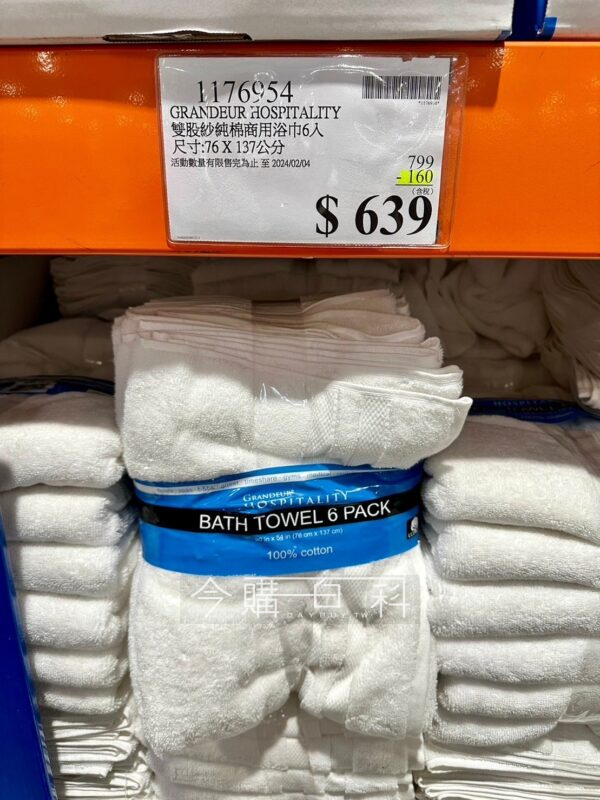 1176954
GRANDEUR HOSPITALITY
雙股紗純棉商用浴巾6入
尺寸:76 X 137公分
活動數量有限售完為止 至 2024/02/04
799
- 160
(含稅)
$ 639
HOSPITALITY
GRANDEUR
HOSPITALITY
BATH TOWEL 6 PACK
(76 cm x 137 cm)
100% cotton
今購百科